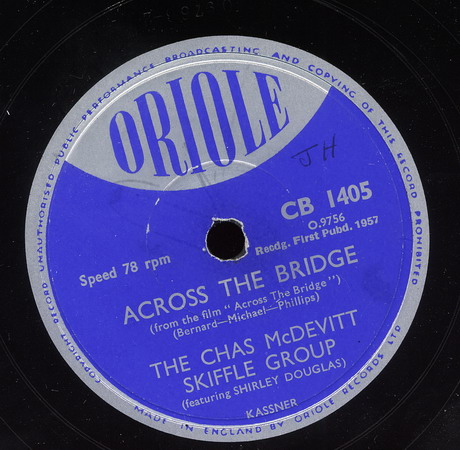 COPYRIGHT RECORD UNAUTHORISED PUBLIC PERFORMANCE BROADCASTING AND COPYING OF THIS RECORD PROHIBITED
ORIOLE
JH
CB 1405
O.9756
Recdg. First Pubd. 1957
Speed 78 rpm
ACROSS THE BRIDGE
(from the film "Across The Bridge")
(Bernard—Michael—Phillips)
THE CHAS McDEVITT
SKIFFLE GROUP
(featuring SHIRLEY DOUGLAS)
KASSNER
MADE IN ENGLAND BY ORIOLE RECORDS LTD